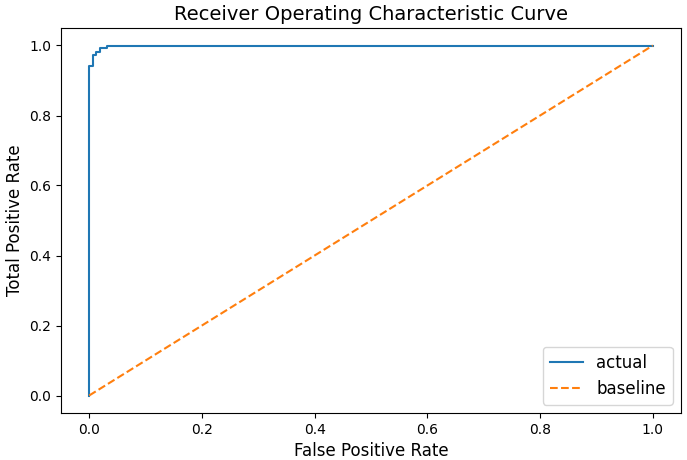 Receiver Operating Characteristic Curve
Total Positive Rate
1.0
0.8
0.6
0.4
0.2
0.0
actual
baseline
0.0 0.2 0.4 0.6 0.8 1.0
False Positive Rate